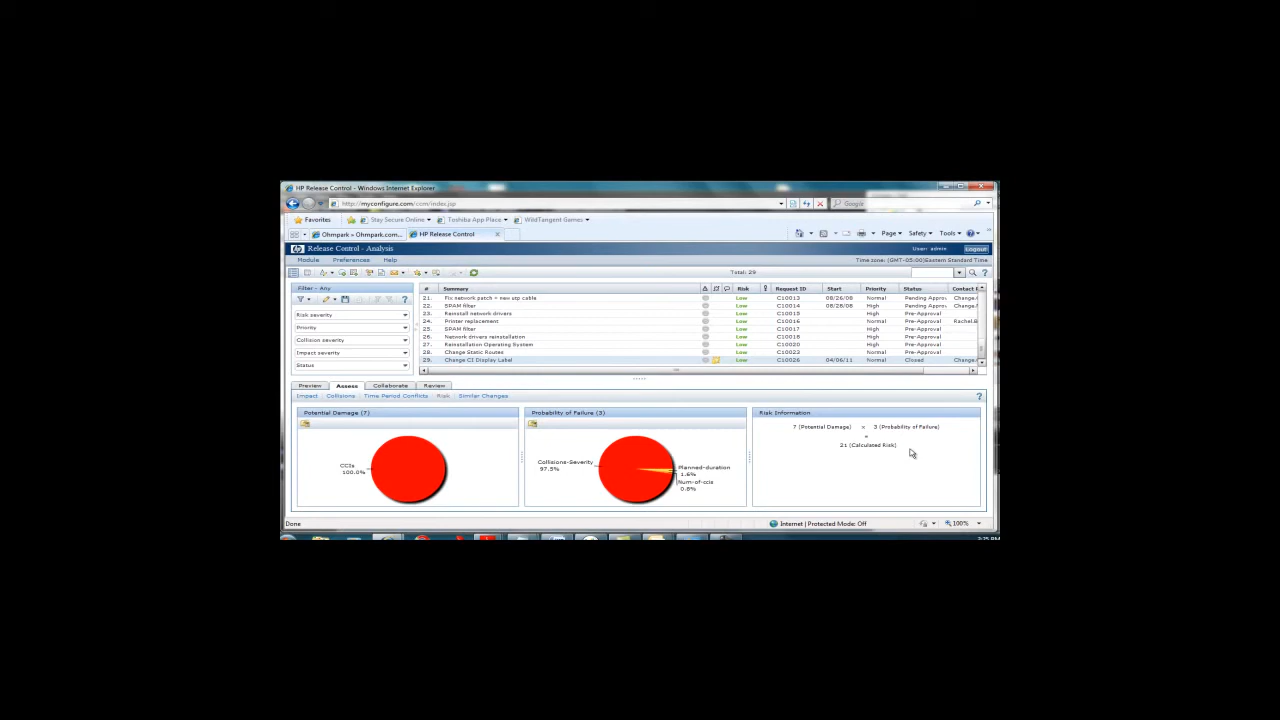 HP Release Control - Windows Internet Explorer
http://myconfigure.com/com/index.jsp
Google
Favorites Stay Secure Online Toshiba App Place WildTangent Games
Ohmpark » Ohmpark.com... HP Release Control Page Safety Tools
Release Control - Analysis User: admin Logout
Module Preferences Help Time zone: (GMT-05:00)Eastern Standard Time
Total: 29
Filter - Any
Risk severity
Priority
Collision severity
Impact severity
Status
# Summary Risk Request ID Start Priority Status Contact
21. Fix network patch - new utp cable Low C10013 08/26/08 Normal Pending Approv
22. SPAM filter Low C10014 08/28/08 High Pending Approv
23. Reinstall network drivers Low C10015 High Pre-Approval
24. Printer replacement Low C10016 Normal Pre-Approval Rachel.B
25. SPAM filter Low C10017 High Pre-Approval
26. Network drivers reinstallation Low C10018 High Pre-Approval
27. Reinstallation Operating System Low C10020 High Pre-Approval
28. Change Static Routes Low C10023 Normal Pre-Approval
29. Change CI Display Label Low C10026 04/06/11 Normal Closed Change.
Preview Assess Collaborate Review
Impact Collisions Time Period Conflicts Risk Similar Changes
Potential Damage (7)
CCIs
100.0%
Probability of Failure (3)
Collisions-Severity
97.5%
Planned-duration
1.6%
Num-of-ccis
0.8%
Risk Information
7 (Potential Damage) x 3 (Probability of Failure)
=
21 (Calculated Risk)
Done Internet | Protected Mode: Off 100%